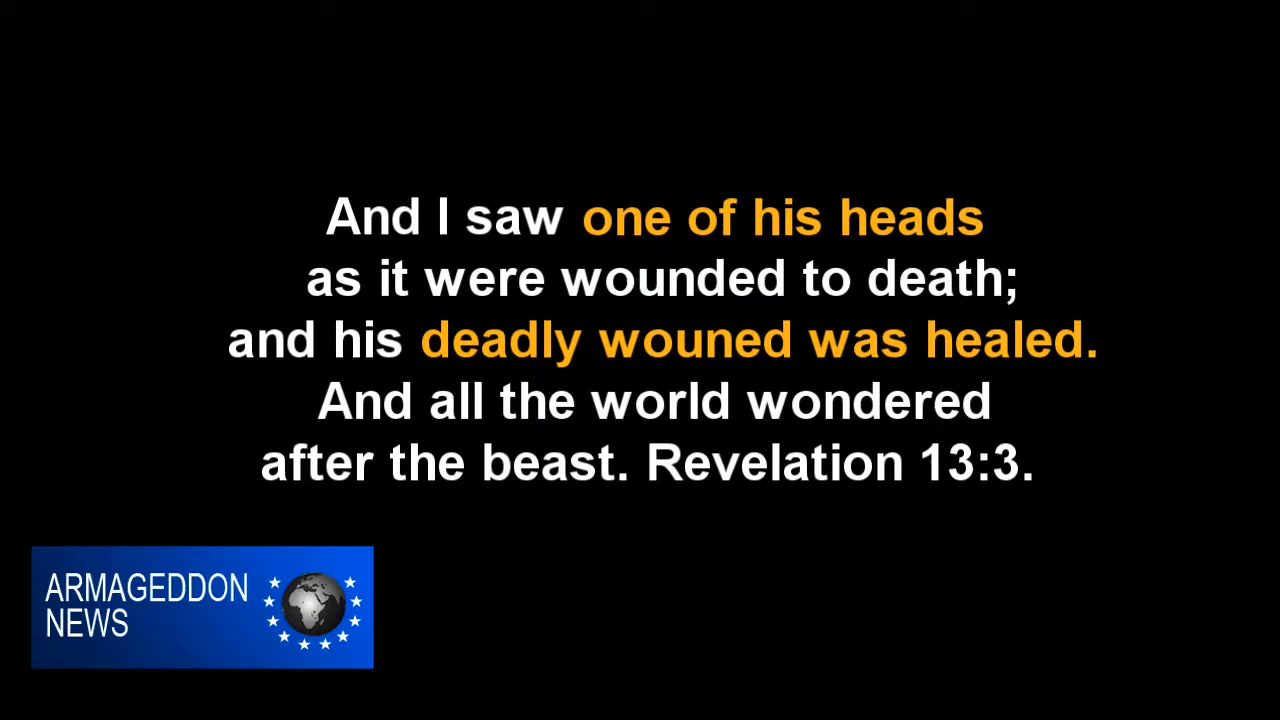 And I saw one of his heads
as it were wounded to death;
and his deadly wouned was healed.
And all the world wondered
after the beast. Revelation 13:3.
ARMAGEDDON
NEWS